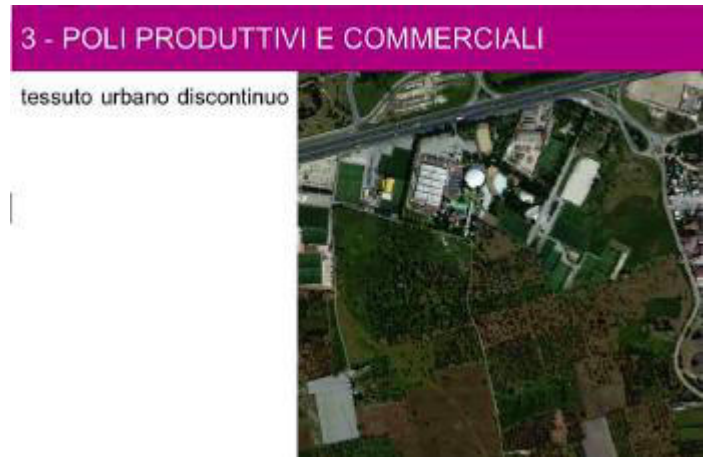 3 - POLI PRODUTTIVI E COMMERCIALI
tessuto urbano discontinuo